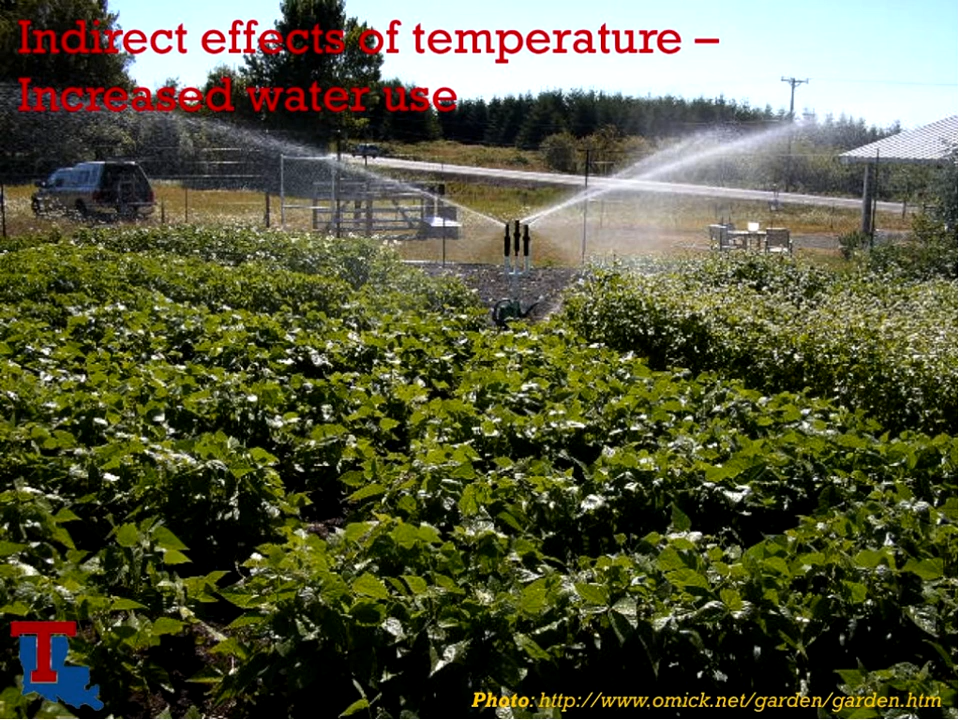 Indirect effects of temperature –
Increased water use
T
Photo: http://www.omick.net/garden/garden.htm